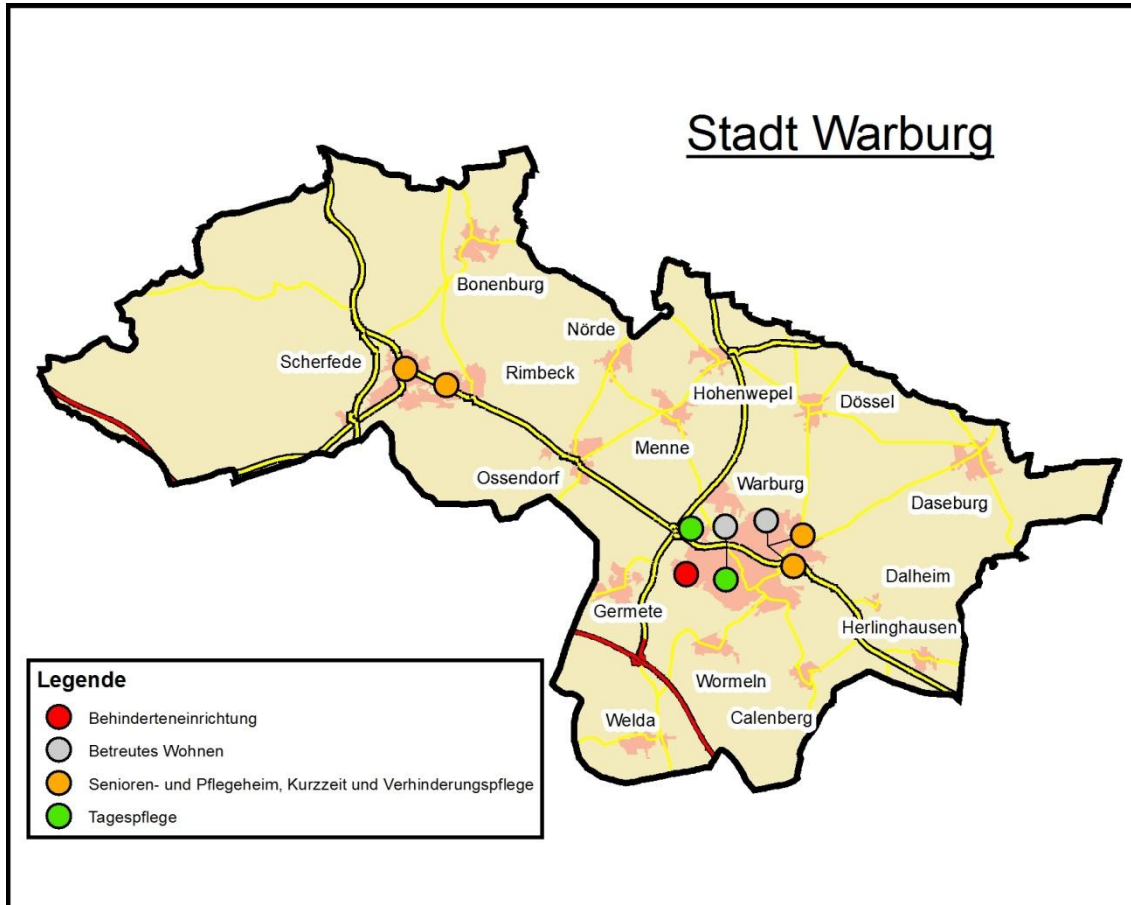 Stadt Warburg
Bonenburg
Nörde
Scherfede
Rimbeck
Hohenwepel
Dössel
Menne
Ossendorf
Warburg
Daseburg
Dalheim
Germete
Herlinghausen
Wormeln
Welda
Calenberg
Legende
Behinderteneinrichtung
Betreutes Wohnen
Senioren- und Pflegeheim, Kurzzeit und Verhinderungspflege
Tagespflege